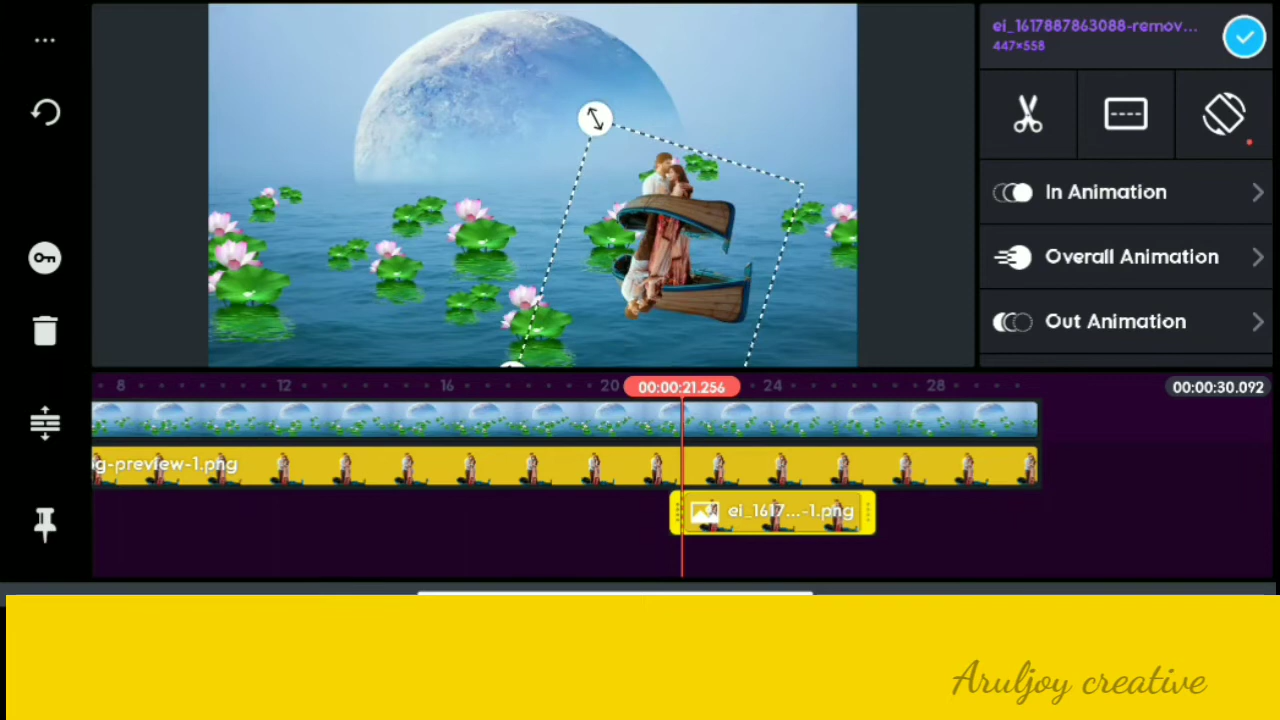 ei_1617887863088-remov...
447×558
In Animation
Overall Animation
Out Animation
8 12 16 20 00:00:21.256 24 28 00:00:30.092
g-preview-1.png
ei_1617...-1.png
Aruljoy creative